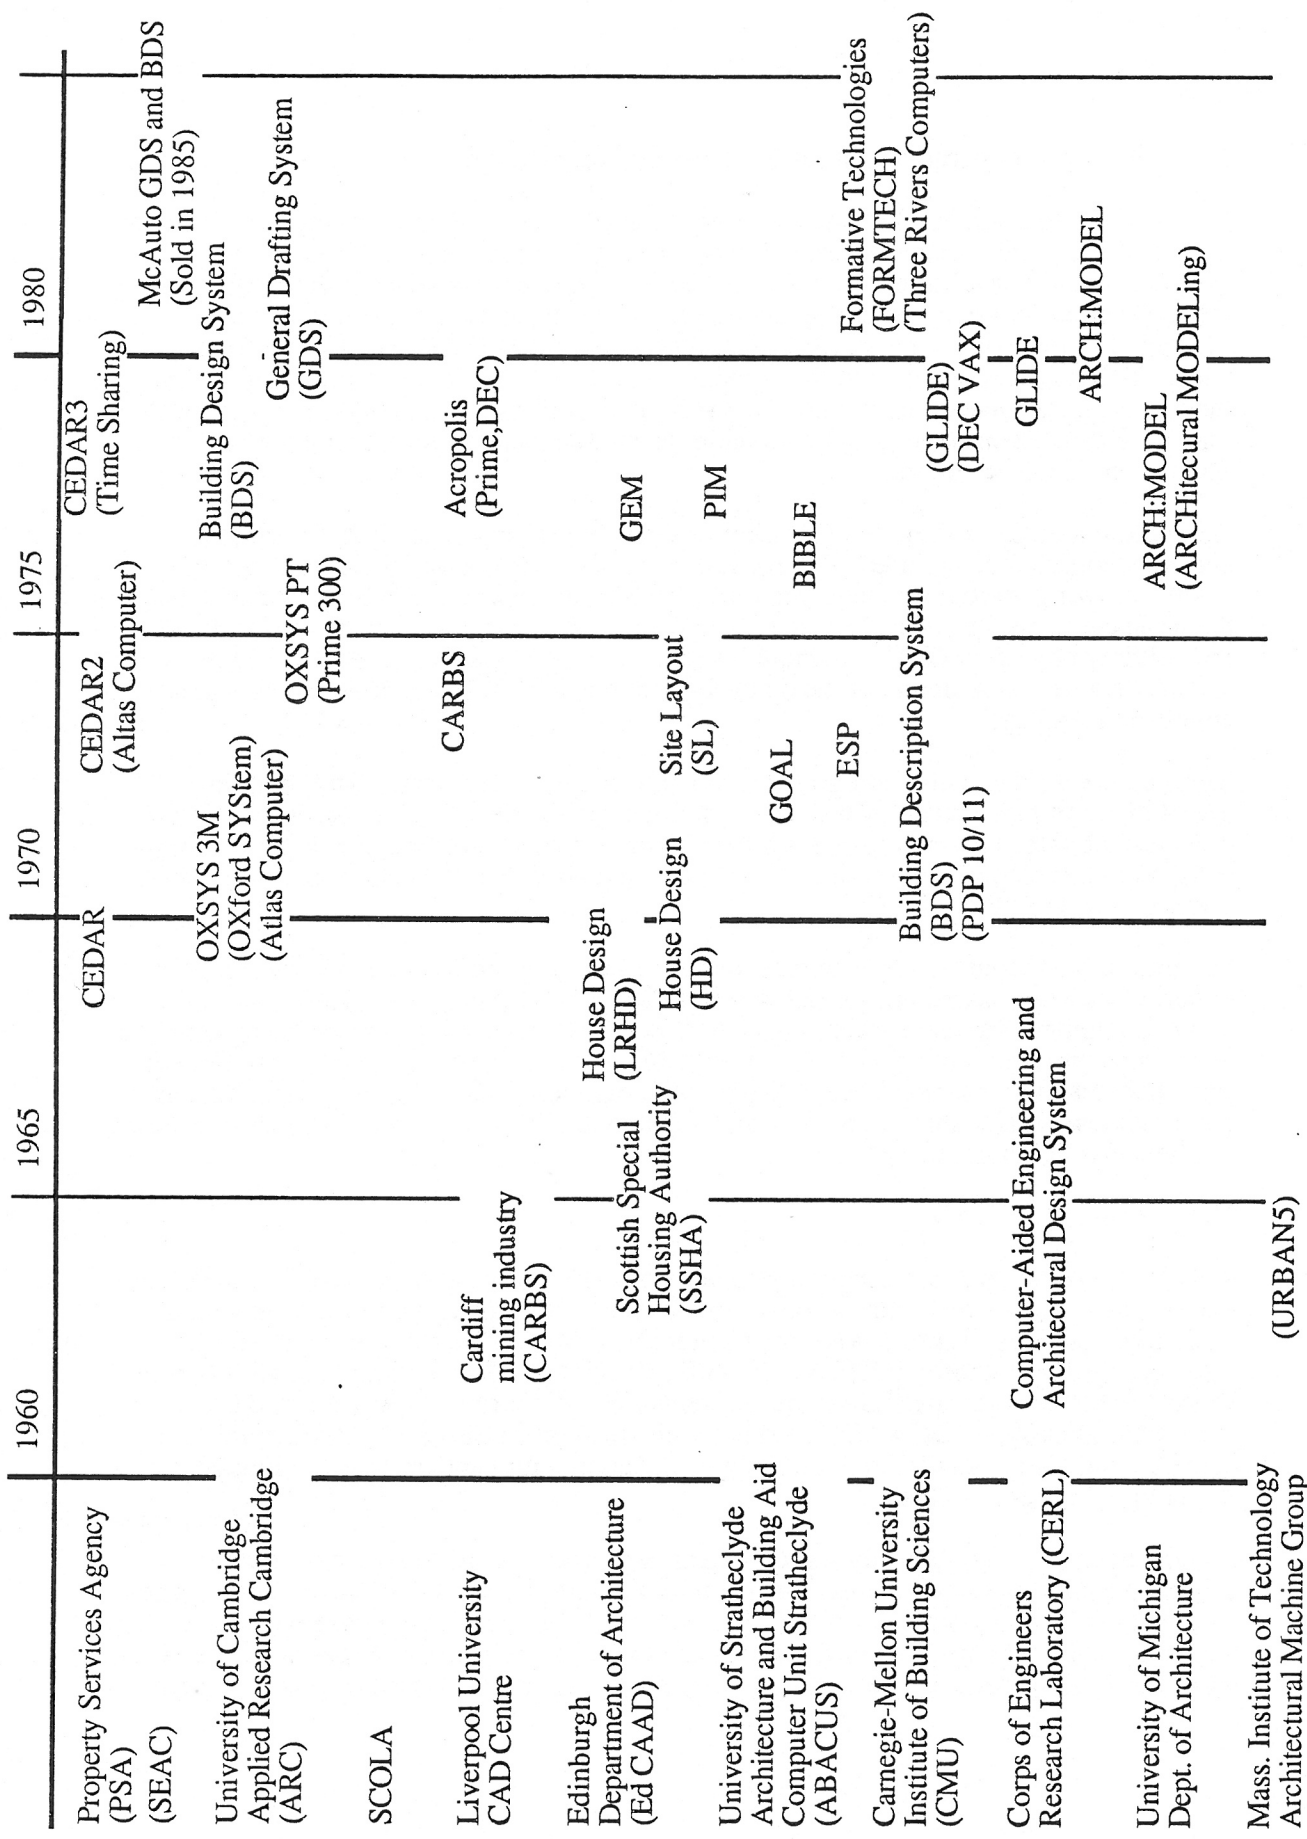 1960
1965
1970
1975
1980
Property Services Agency
(PSA)
(SEAC)
CEDAR
CEDAR2
(Altas Computer)
CEDAR3
(Time Sharing)
University of Cambridge
Applied Research Cambridge
(ARC)
OXSYS 3M
(OXford SYStem)
(Atlas Computer)
OXSYS PT
(Prime 300)
Building Design System
(BDS)
General Drafting System
(GDS)
McAuto GDS and BDS
(Sold in 1985)
SCOLA
Liverpool University
CAD Centre
Cardiff
mining industry
(CARBS)
CARBS
Acropolis
(Prime,DEC)
Edinburgh
Department of Architecture
(Ed CAAD)
Scottish Special
Housing Authority
(SSHA)
House Design
(LRHD)
House Design
(HD)
Site Layout
(SL)
GEM
University of Stratheclyde
Architecture and Building Aid
Computer Unit Stratheclyde
(ABACUS)
GOAL
ESP
PIM
BIBLE
Carnegie-Mellon University
Institute of Building Sciences
(CMU)
Building Description System
(BDS)
(PDP 10/11)
(GLIDE)
(DEC VAX)
Formative Technologies
(FORMTECH)
(Three Rivers Computers)
Corps of Engineers
Research Laboratory (CERL)
Computer-Aided Engineering and
Architectural Design System
GLIDE
ARCH:MODEL
University of Michigan
Dept. of Architecture
ARCH:MODEL
(ARCHitecural MODELing)
Mass. Institute of Technology
Architectural Machine Group
(URBAN5)